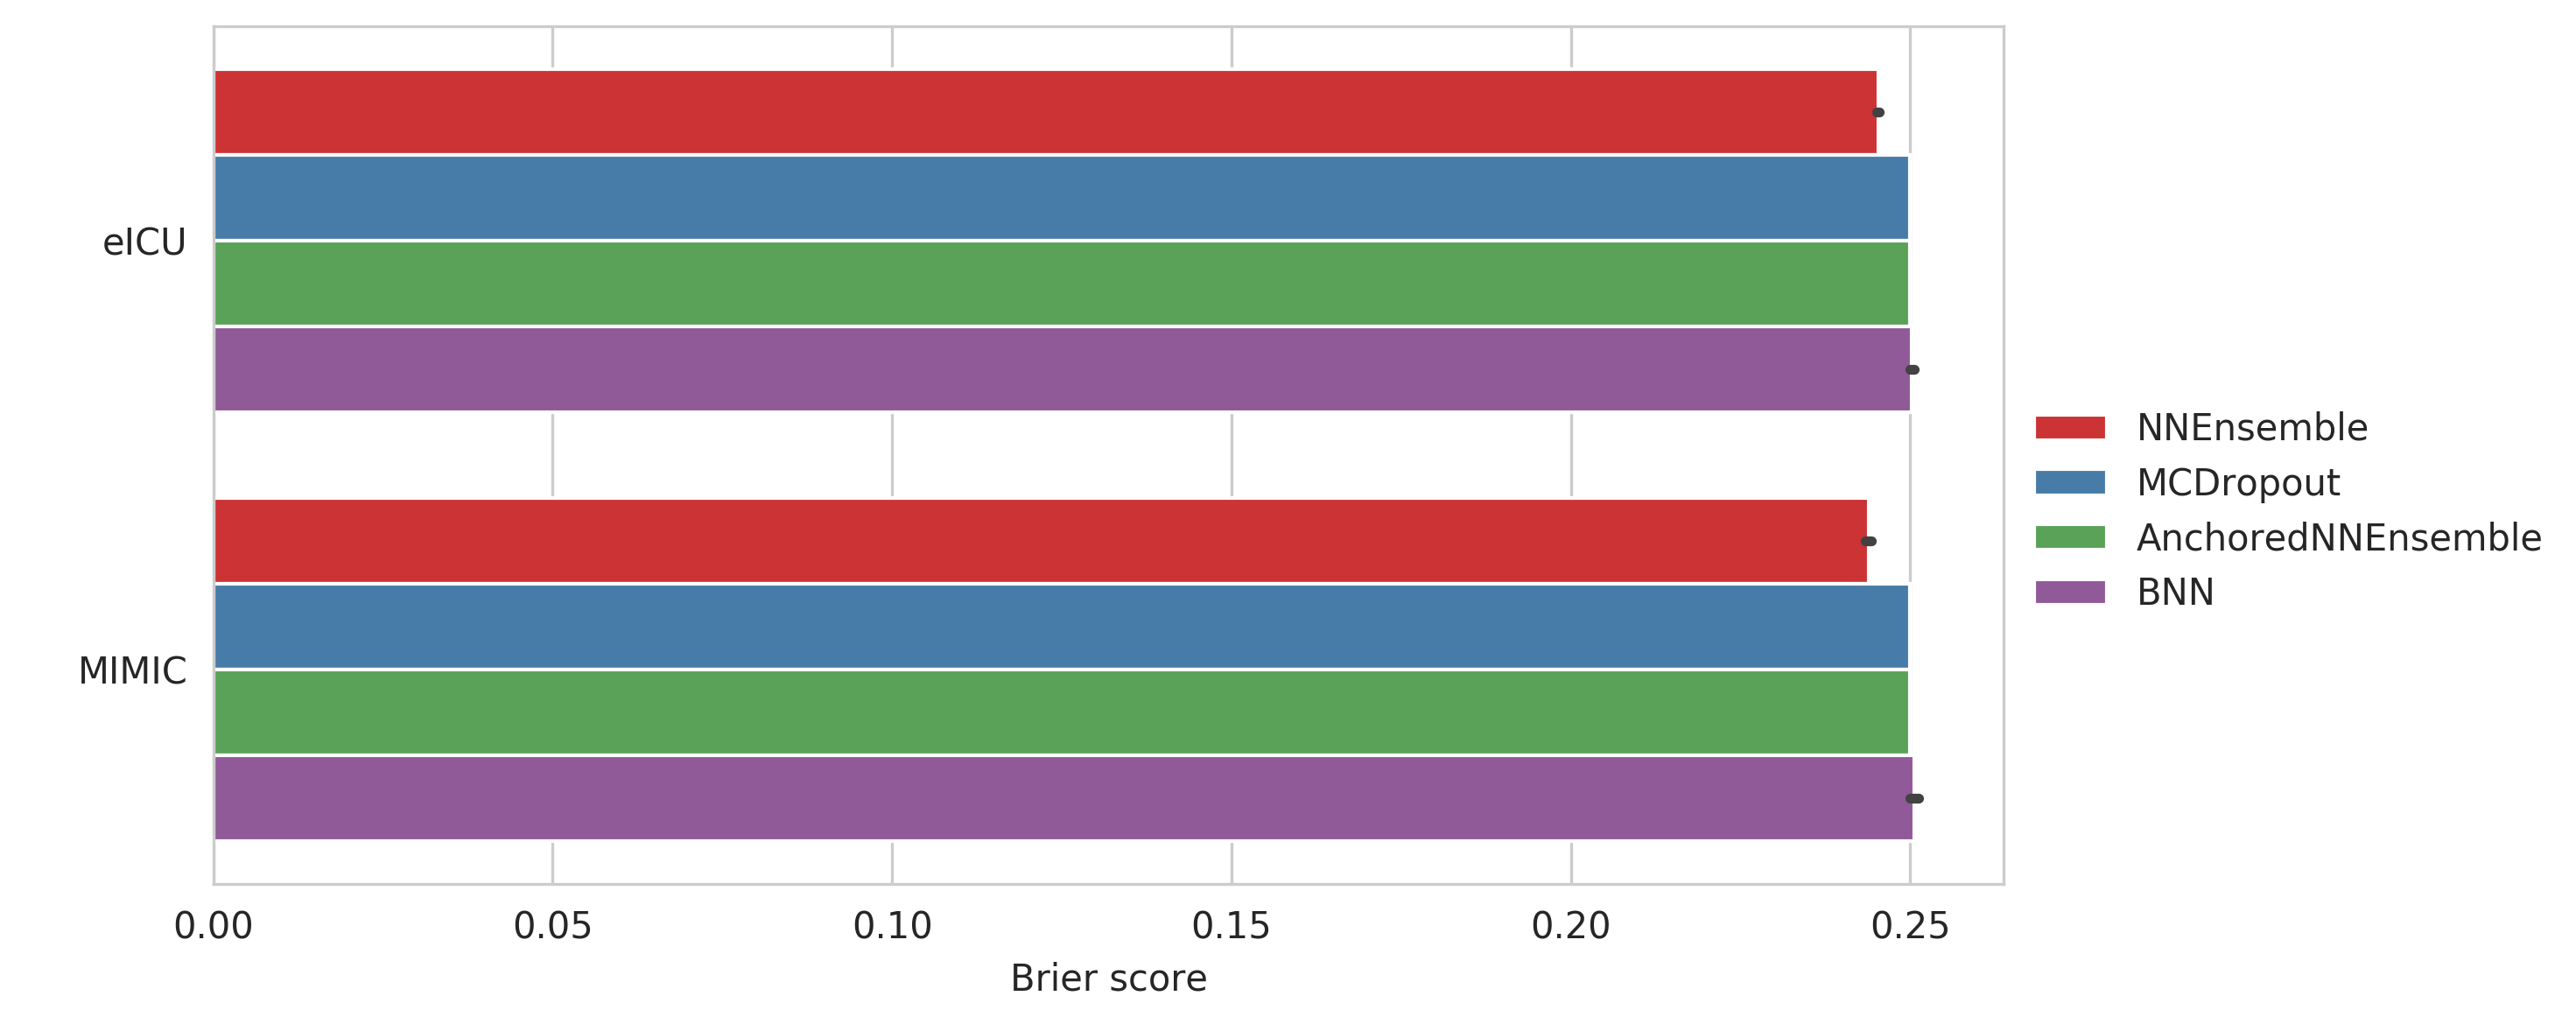 eICU
MIMIC
0.00 0.05 0.10 0.15 0.20 0.25
Brier score
NNEnsemble
MCDropout
AnchoredNNEnsemble
BNN